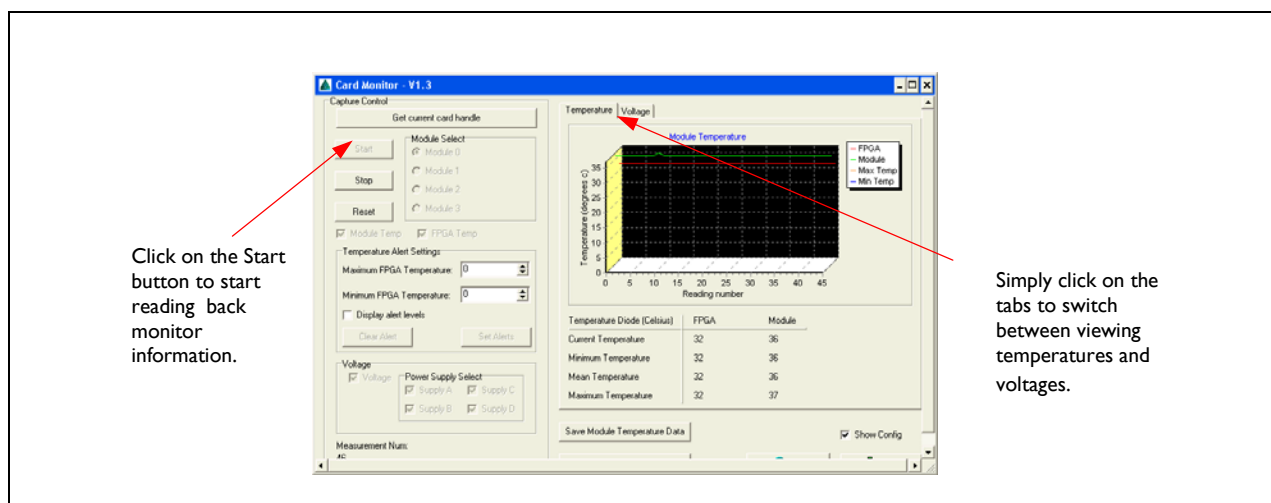 Card Monitor - V1.3
Capture Control
Get current card handle
Start
Stop
Reset
Module Select
Module 0
Module 1
Module 2
Module 3
Module Temp FPGA Temp
Temperature Alert Settings
Maximum FPGA Temperature: 0
Minimum FPGA Temperature: 0
Display alert levels
Clear Alert Set Alerts
Voltage
Voltage
Power Supply Select
Supply A Supply C
Supply B Supply D
Measurement Num:
46
Temperature Voltage
Module Temperature
Temperature (degrees c)
35
30
25
20
15
10
5
0
0 5 10 15 20 25 30 35 40 45
Reading number
FPGA
Module
Max Temp
Min Temp
Temperature Diode (Celsius) FPGA Module
Current Temperature 32 36
Minimum Temperature 32 36
Mean Temperature 32 36
Maximum Temperature 32 37
Save Module Temperature Data
Show Config
Click on the Start
button to start
reading back
monitor
information.
Simply click on the
tabs to switch
between viewing
temperatures and
voltages.